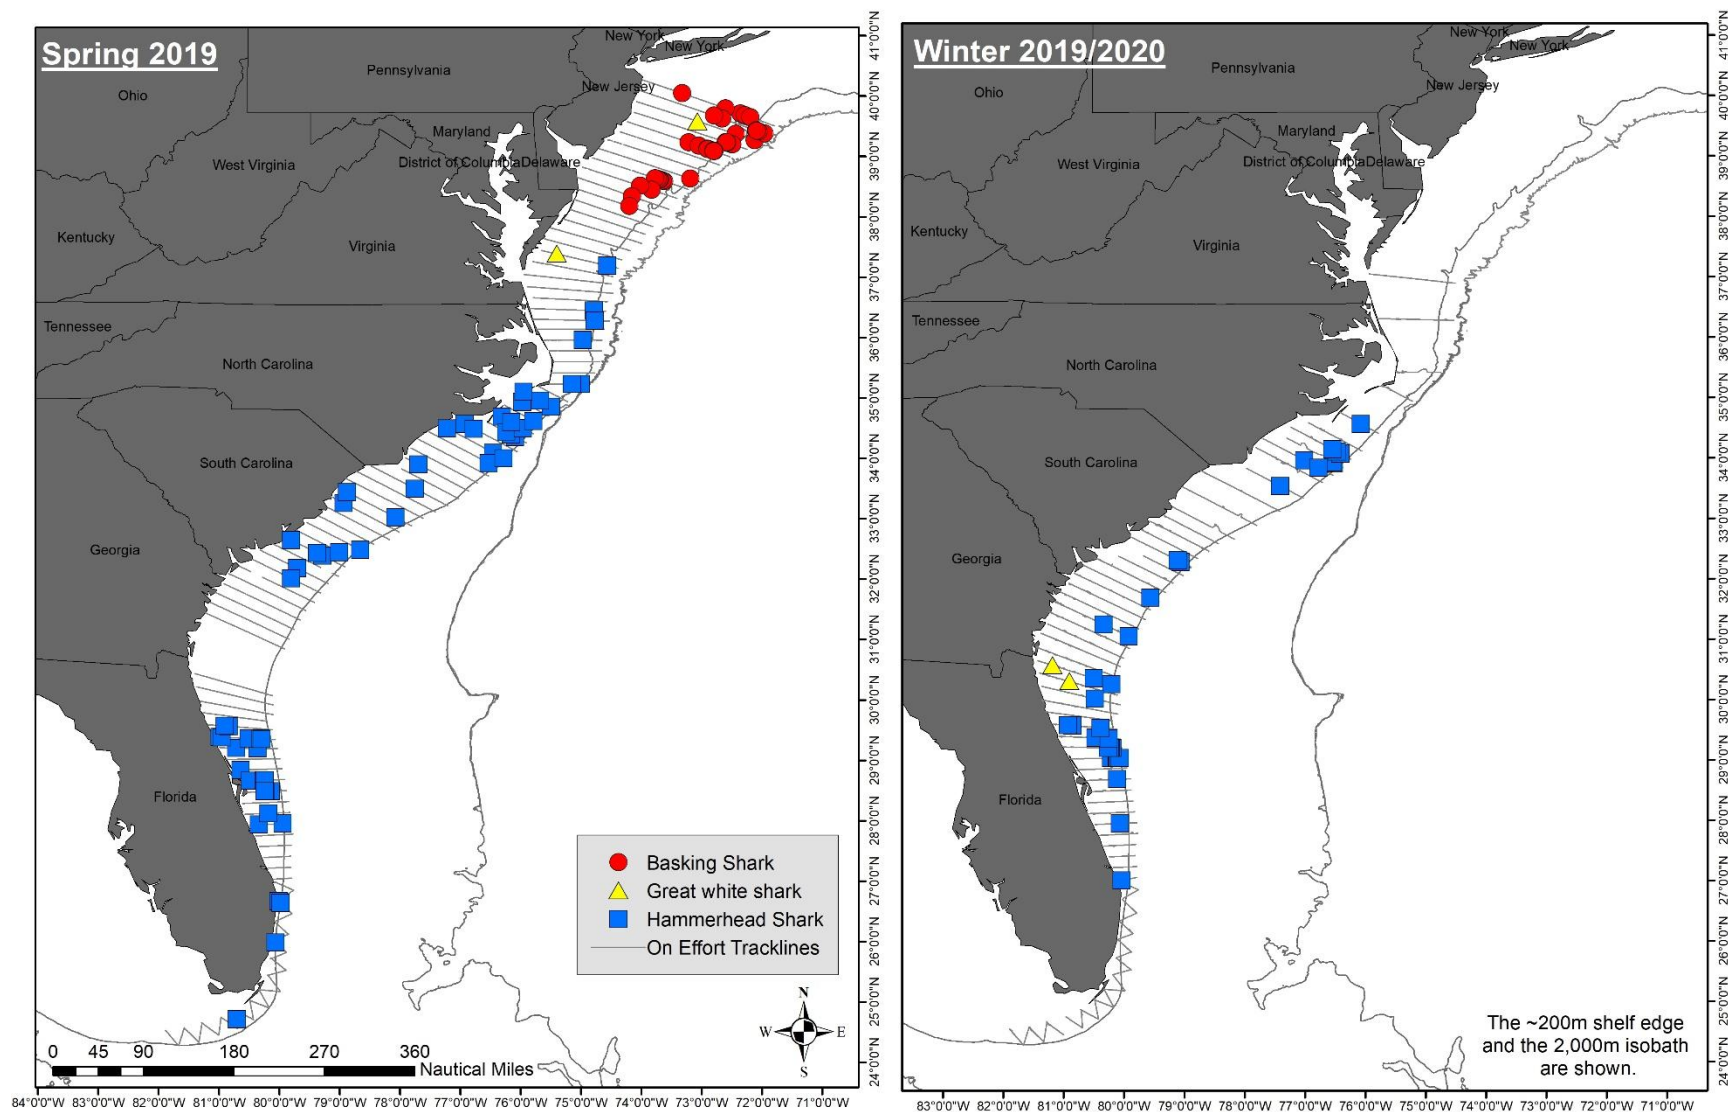 Spring 2019
New York
New York
Pennsylvania
New Jersey
Ohio
Maryland
District of Columbia
Delaware
West Virginia
Kentucky
Virginia
Tennessee
North Carolina
South Carolina
Georgia
Florida
Basking Shark
Great white shark
Hammerhead Shark
On Effort Tracklines
N
W
E
S
0 45 90 180 270 360
Nautical Miles
41°0'0"N
40°0'0"N
39°0'0"N
38°0'0"N
37°0'0"N
36°0'0"N
35°0'0"N
34°0'0"N
33°0'0"N
32°0'0"N
31°0'0"N
30°0'0"N
29°0'0"N
28°0'0"N
27°0'0"N
26°0'0"N
25°0'0"N
24°0'0"N
84°0'0"W 83°0'0"W 82°0'0"W 81°0'0"W 80°0'0"W 79°0'0"W 78°0'0"W 77°0'0"W 76°0'0"W 75°0'0"W 74°0'0"W 73°0'0"W 72°0'0"W 71°0'0"W
Winter 2019/2020
New York
New York
Pennsylvania
New Jersey
Ohio
Maryland
District of Columbia
Delaware
West Virginia
Kentucky
Virginia
Tennessee
North Carolina
South Carolina
Georgia
Florida
The ~200m shelf edge
and the 2,000m isobath
are shown.
41°0'0"N
40°0'0"N
39°0'0"N
38°0'0"N
37°0'0"N
36°0'0"N
35°0'0"N
34°0'0"N
33°0'0"N
32°0'0"N
31°0'0"N
30°0'0"N
29°0'0"N
28°0'0"N
27°0'0"N
26°0'0"N
25°0'0"N
24°0'0"N
83°0'0"W 82°0'0"W 81°0'0"W 80°0'0"W 79°0'0"W 78°0'0"W 77°0'0"W 76°0'0"W 75°0'0"W 74°0'0"W 73°0'0"W 72°0'0"W 71°0'0"W